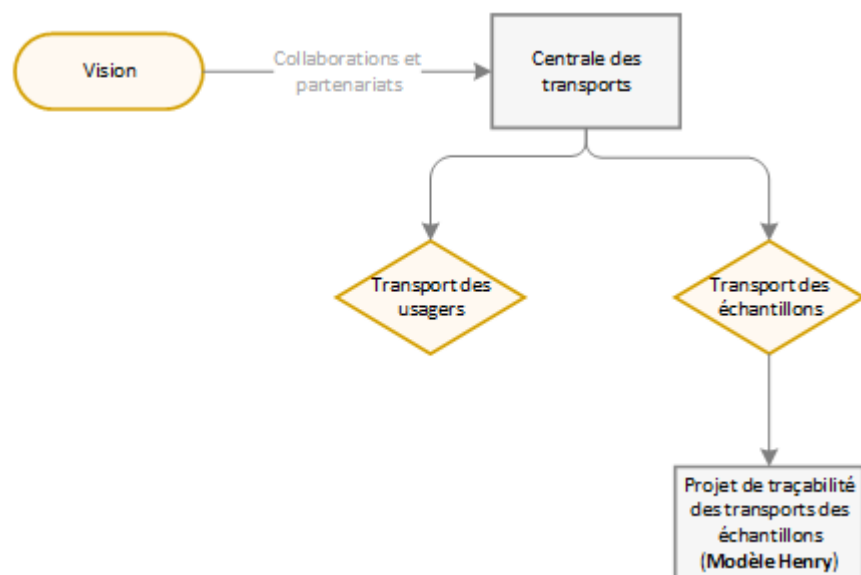 Vision
Collaborations et
partenariats
Centrale des
transports
Transport des
usagers
Transport des
échantillons
Projet de traçabilité
des transports des
échantillons
(Modèle Henry)